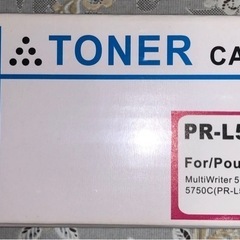 TONER CA
PR-L5
For/Pou
MultiWriter 5
5750C(PR-L5